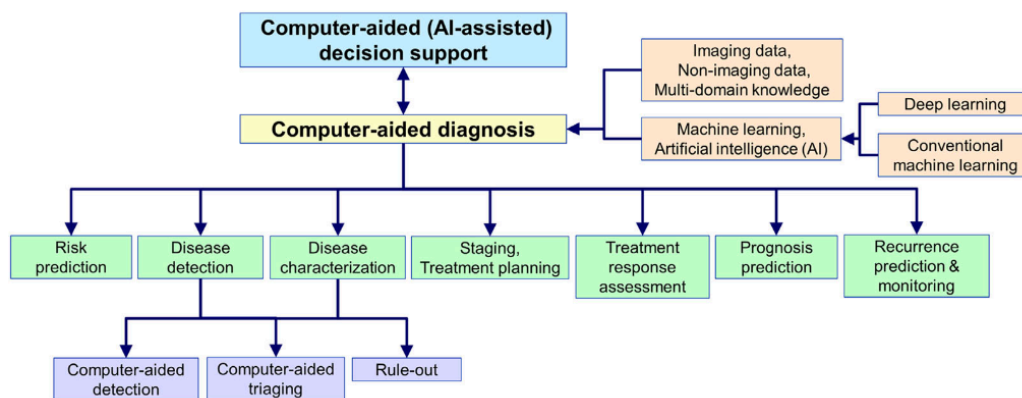 Computer-aided (AI-assisted)
decision support
Imaging data,
Non-imaging data,
Multi-domain knowledge
Deep learning
Computer-aided diagnosis
Machine learning,
Artificial intelligence (AI)
Conventional
machine learning
Risk
prediction
Disease
detection
Disease
characterization
Staging,
Treatment planning
Treatment
response
assessment
Prognosis
prediction
Recurrence
prediction &
monitoring
Computer-aided
detection
Computer-aided
triaging
Rule-out